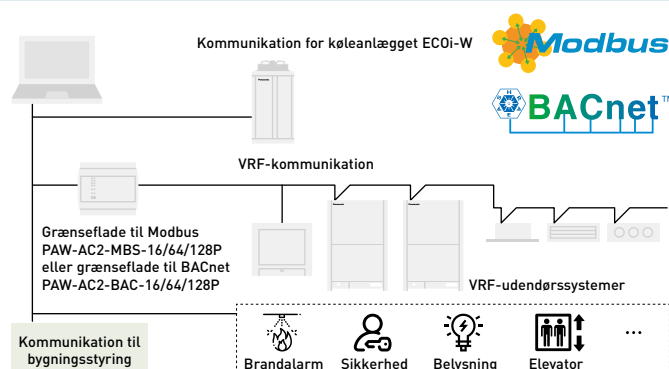 Kommunikation for køleanlægget ECOi-W
Modbus
BACnet™
VRF-kommunikation
Grænseflade til Modbus
PAW-AC2-MBS-16/64/128P
eller grænseflade til BACnet
PAW-AC2-BAC-16/64/128P
VRF-udendørssystemer
Kommunikation til
bygningsstyring
Brandalarm Sikkerhed Belysning Elevator ...